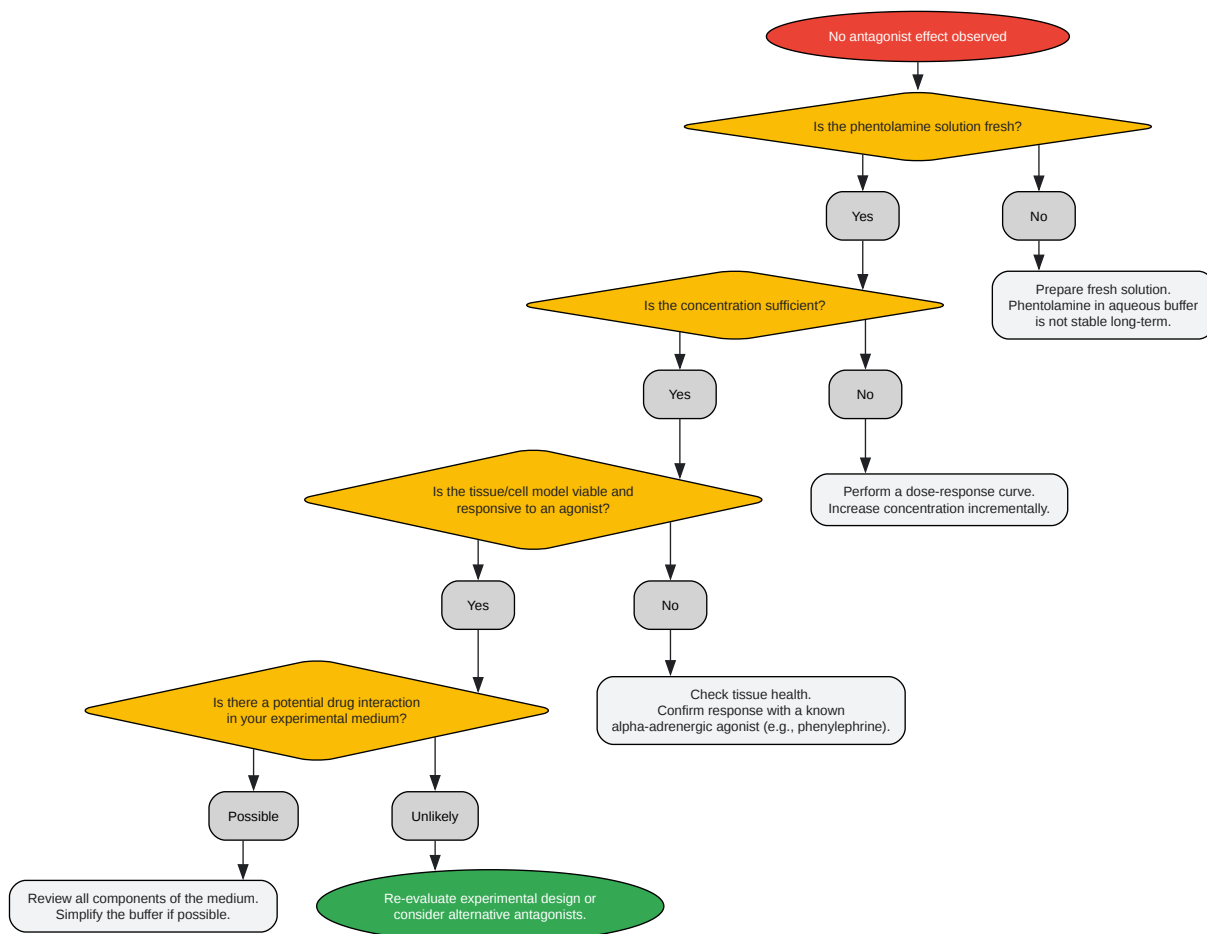 No antagonist effect observed
Is the phentolamine solution fresh?
Yes
No
Prepare fresh solution.
Phentolamine in aqueous buffer
is not stable long-term.
Is the concentration sufficient?
Yes
No
Perform a dose-response curve.
Increase concentration incrementally.
Is the tissue/cell model viable and
responsive to an agonist?
Yes
No
Check tissue health.
Confirm response with a known
alpha-adrenergic agonist (e.g., phenylephrine).
Is there a potential drug interaction
in your experimental medium?
Possible
Unlikely
Review all components of the medium.
Simplify the buffer if possible.
Re-evaluate experimental design or
consider alternative antagonists.